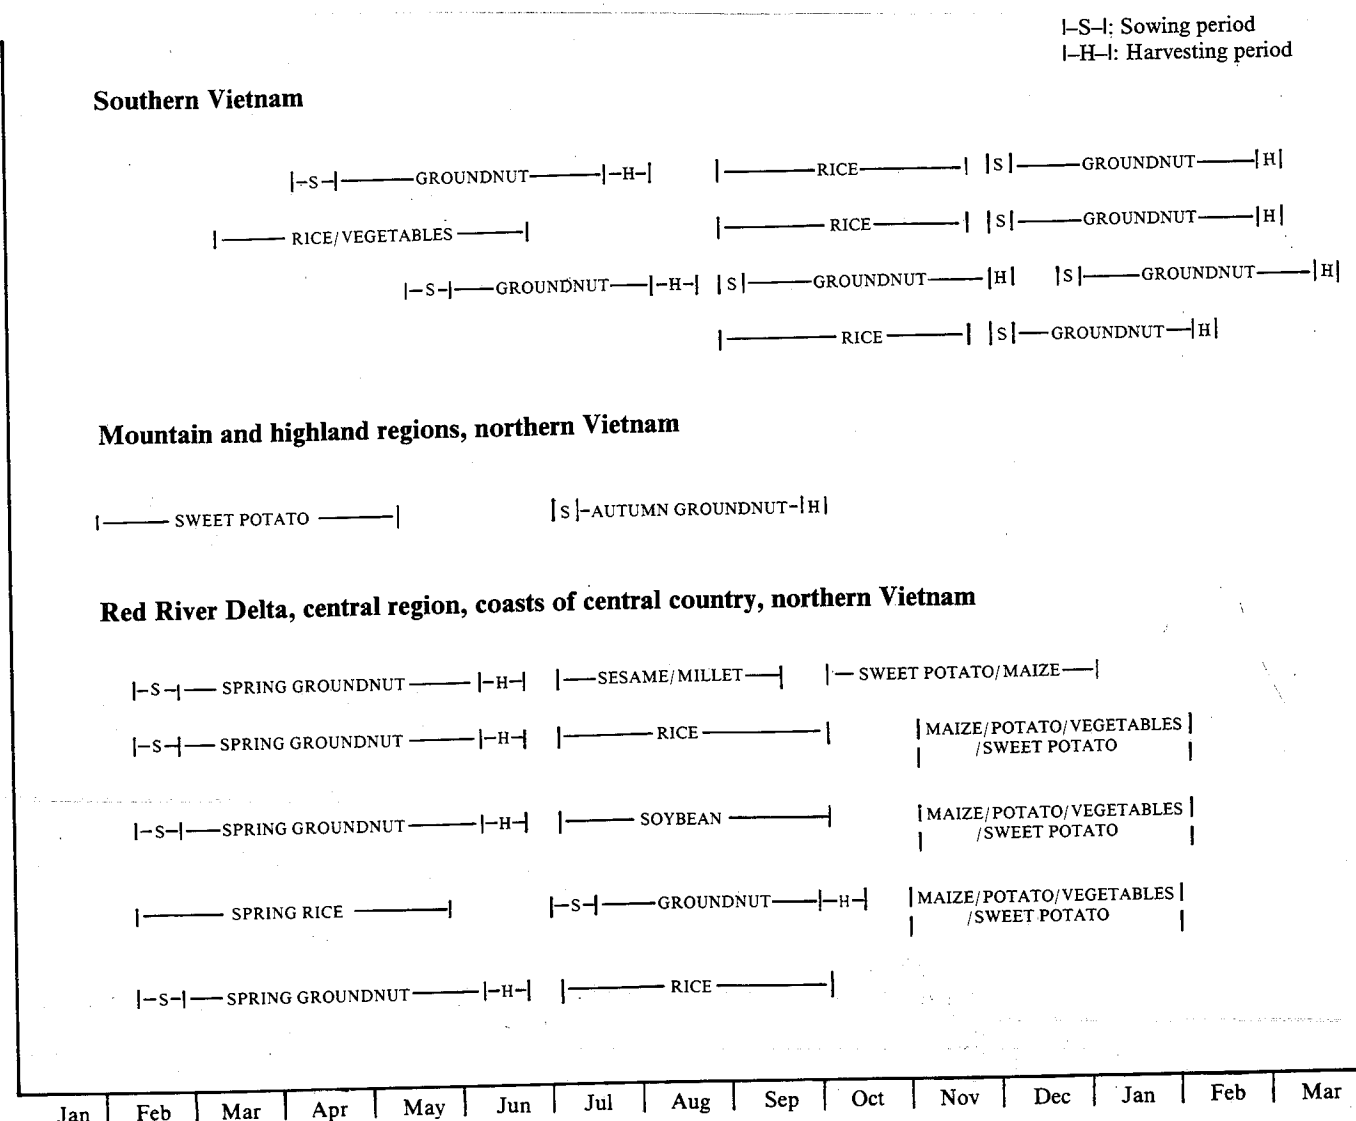 |–S–|: Sowing period
|–H–|: Harvesting period
Southern Vietnam
|–S–|——GROUNDNUT——|–H–| |——RICE——| |S|——GROUNDNUT——|H|
|—— RICE/VEGETABLES ——| |——RICE——| |S|——GROUNDNUT——|H|
|–S–|——GROUNDNUT——|–H–| |S|——GROUNDNUT——|H| |S|——GROUNDNUT——|H|
|—— RICE ——| |S|——GROUNDNUT——|H|
Mountain and highland regions, northern Vietnam
|—— SWEET POTATO ——| |S|–AUTUMN GROUNDNUT–|H|
Red River Delta, central region, coasts of central country, northern Vietnam
|–S–|—— SPRING GROUNDNUT ——|–H–| |——SESAME/MILLET——| |— SWEET POTATO/MAIZE——|
|–S–|—— SPRING GROUNDNUT ——|–H–| |—— RICE ——| |MAIZE/POTATO/VEGETABLES|
| /SWEET POTATO |
|–S–|——SPRING GROUNDNUT——|–H–| |—— SOYBEAN ——| |MAIZE/POTATO/VEGETABLES|
| /SWEET POTATO |
|—— SPRING RICE ——| |–S–|——GROUNDNUT——|–H–| |MAIZE/POTATO/VEGETABLES|
| /SWEET POTATO |
|–S–|—— SPRING GROUNDNUT——|–H–| |—— RICE ——|
Jan | Feb | Mar | Apr | May | Jun | Jul | Aug | Sep | Oct | Nov | Dec | Jan | Feb | Mar